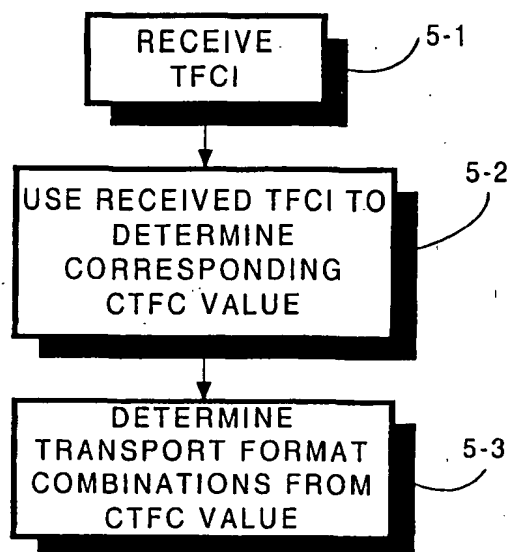 RECEIVE
TFCI
5-1
USE RECEIVED TFCI TO
DETERMINE
CORRESPONDING
CTFC VALUE
5-2
DETERMINE
TRANSPORT FORMAT
COMBINATIONS FROM
CTFC VALUE
5-3